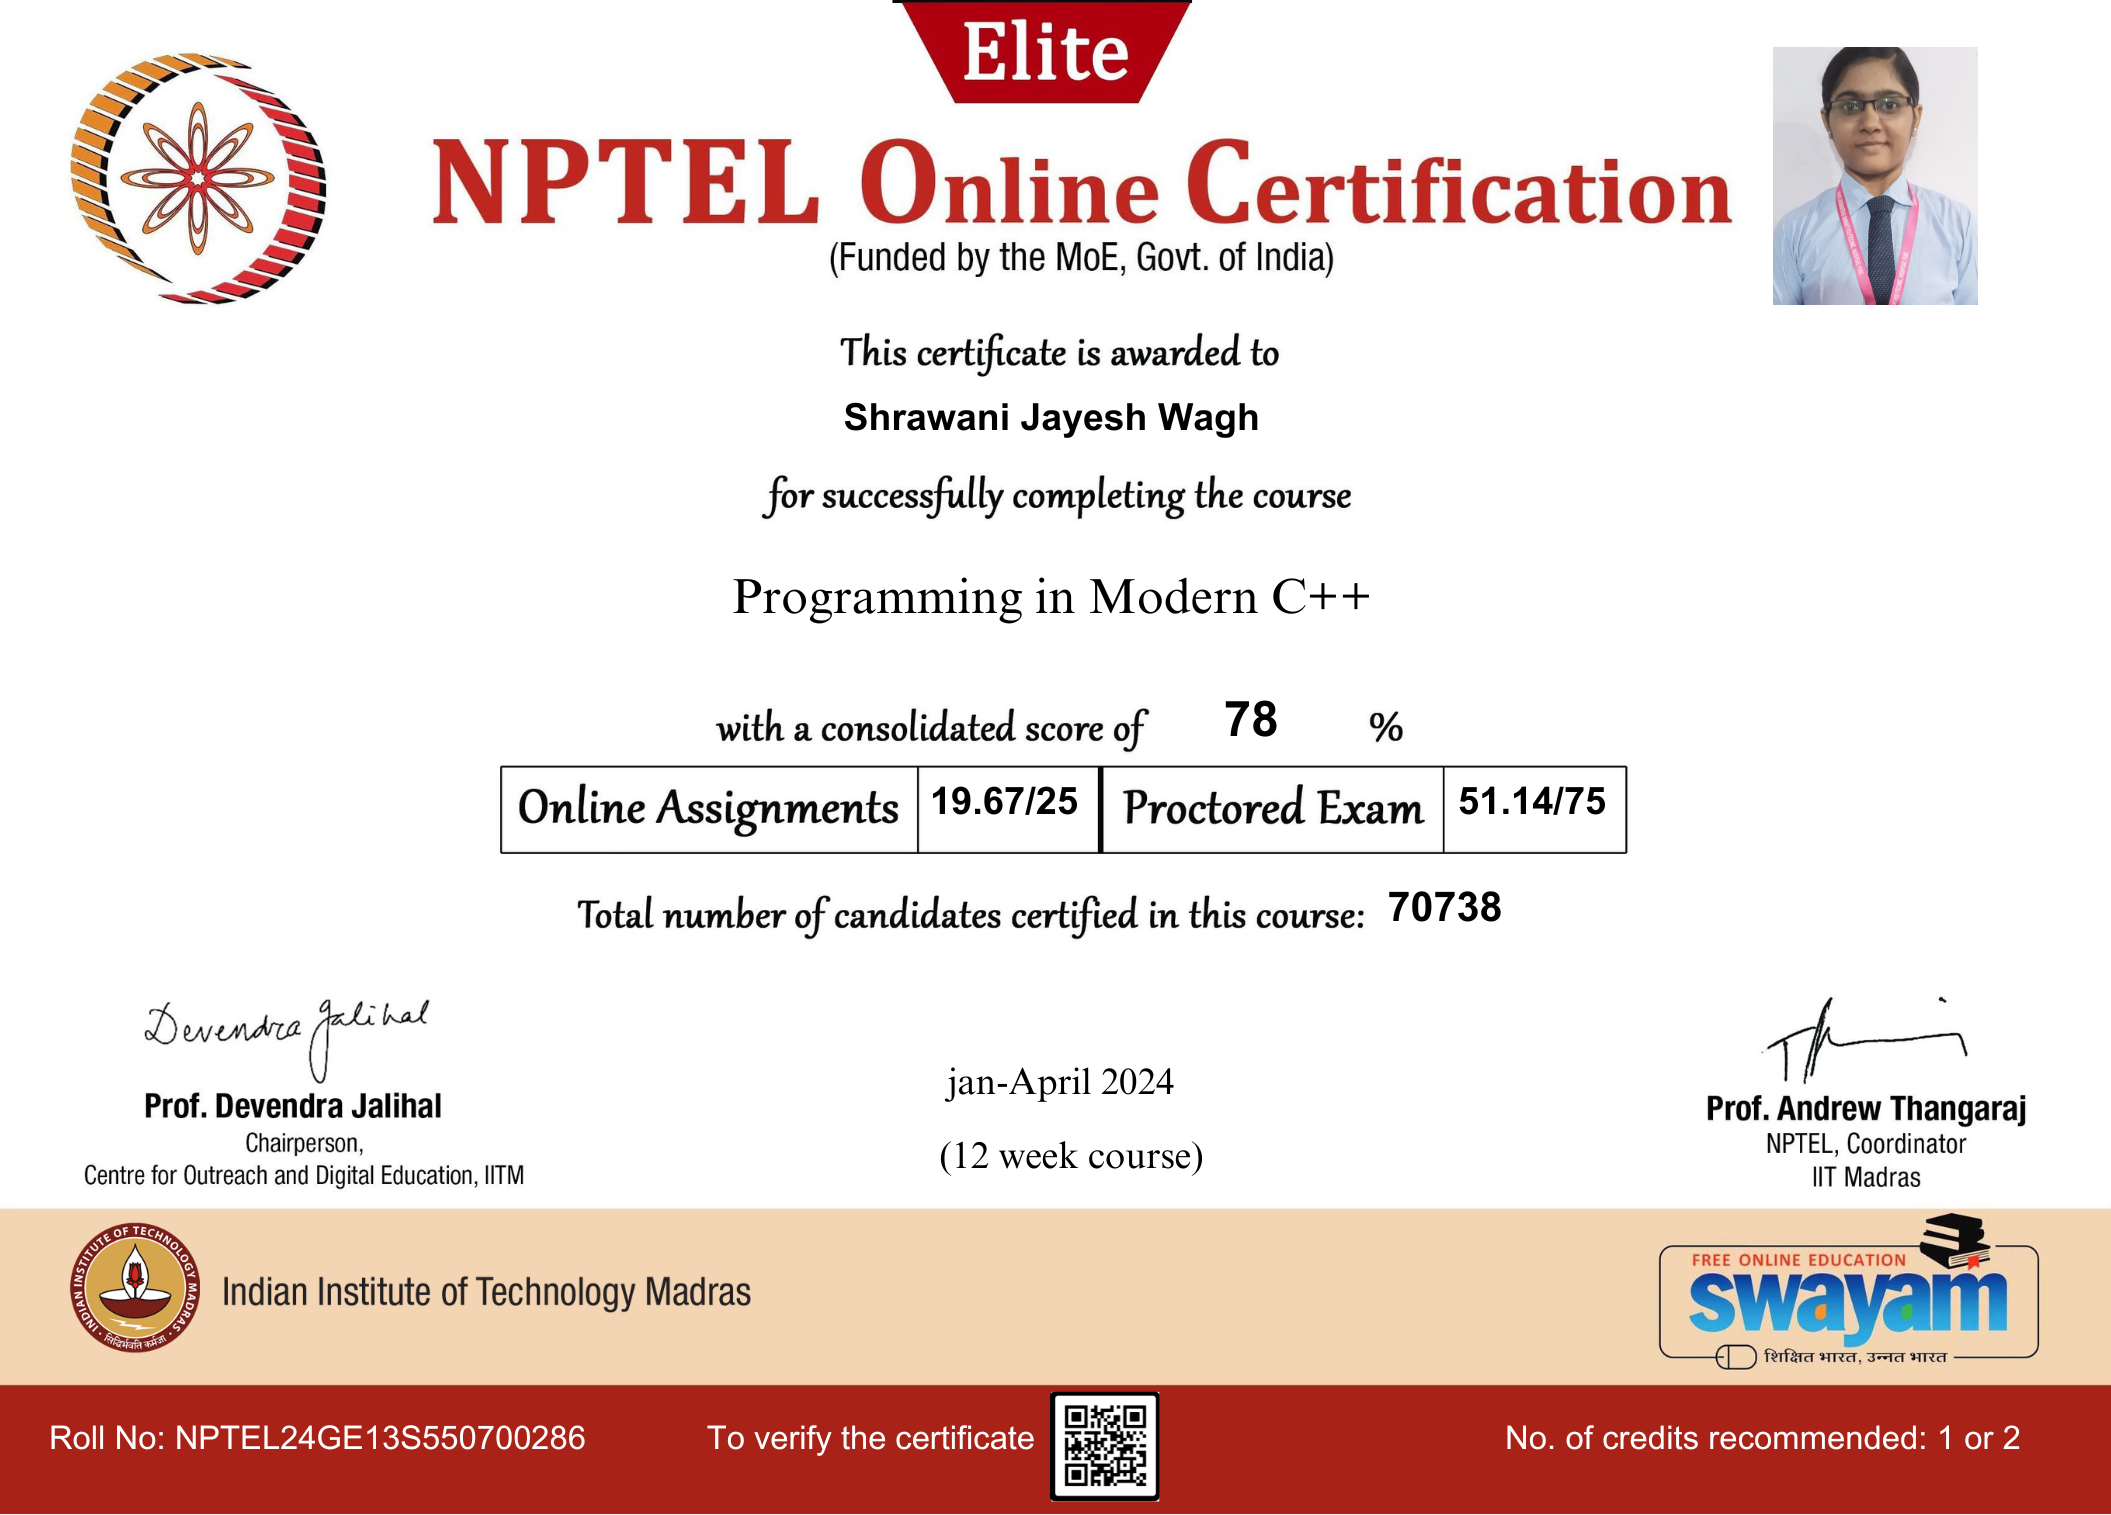 Elite
NPTEL Online Certification
(Funded by the MoE, Govt. of India)
This certificate is awarded to
Shrawani Jayesh Wagh
for successfully completing the course
Programming in Modern C++
with a consolidated score of 78 %
Online Assignments 19.67/25 Proctored Exam 51.14/75
Total number of candidates certified in this course: 70738
Devendra Jalihal
Prof. Devendra Jalihal
Chairperson,
Centre for Outreach and Digital Education, IITM
jan-April 2024
(12 week course)
Prof. Andrew Thangaraj
NPTEL, Coordinator
IIT Madras
INDIAN INSTITUTE OF TECHNOLOGY MADRAS
सिद्धिर्भवति कर्मजा
Indian Institute of Technology Madras
FREE ONLINE EDUCATION
swayam
शिक्षित भारत, उन्नत भारत
Roll No: NPTEL24GE13S550700286
To verify the certificate
No. of credits recommended: 1 or 2